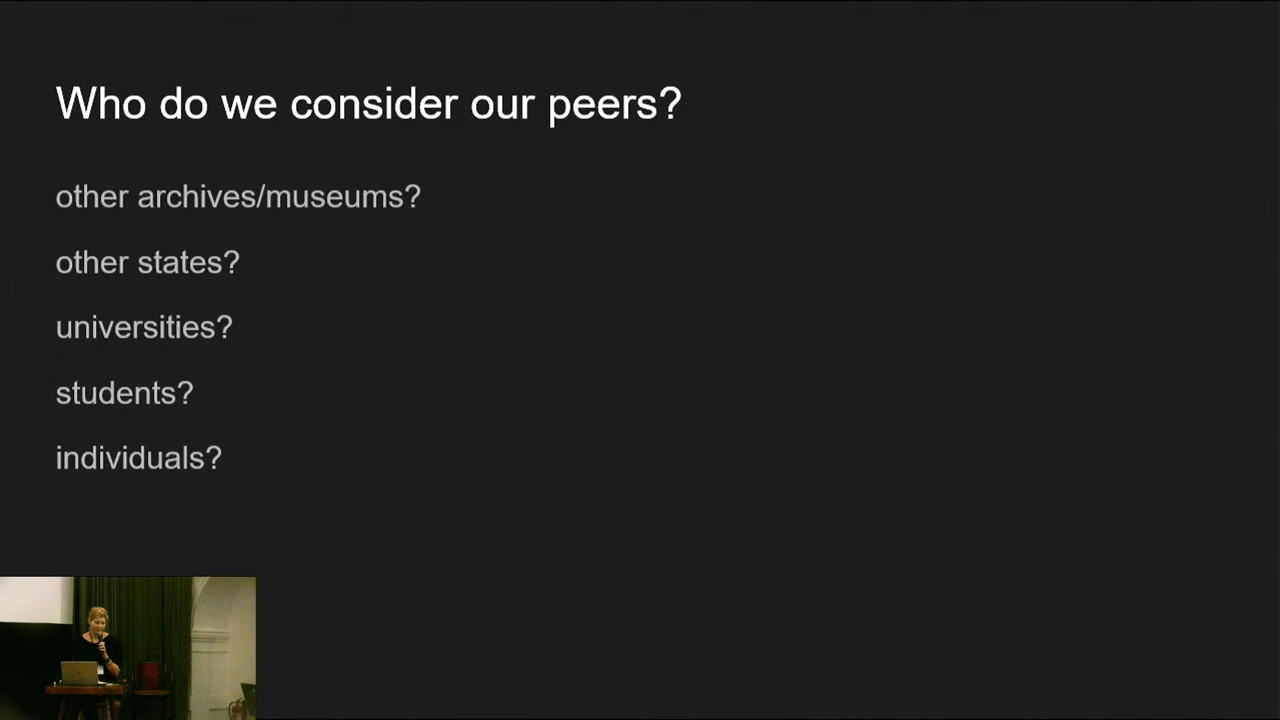 Who do we consider our peers?
other archives/museums?
other states?
universities?
students?
individuals?